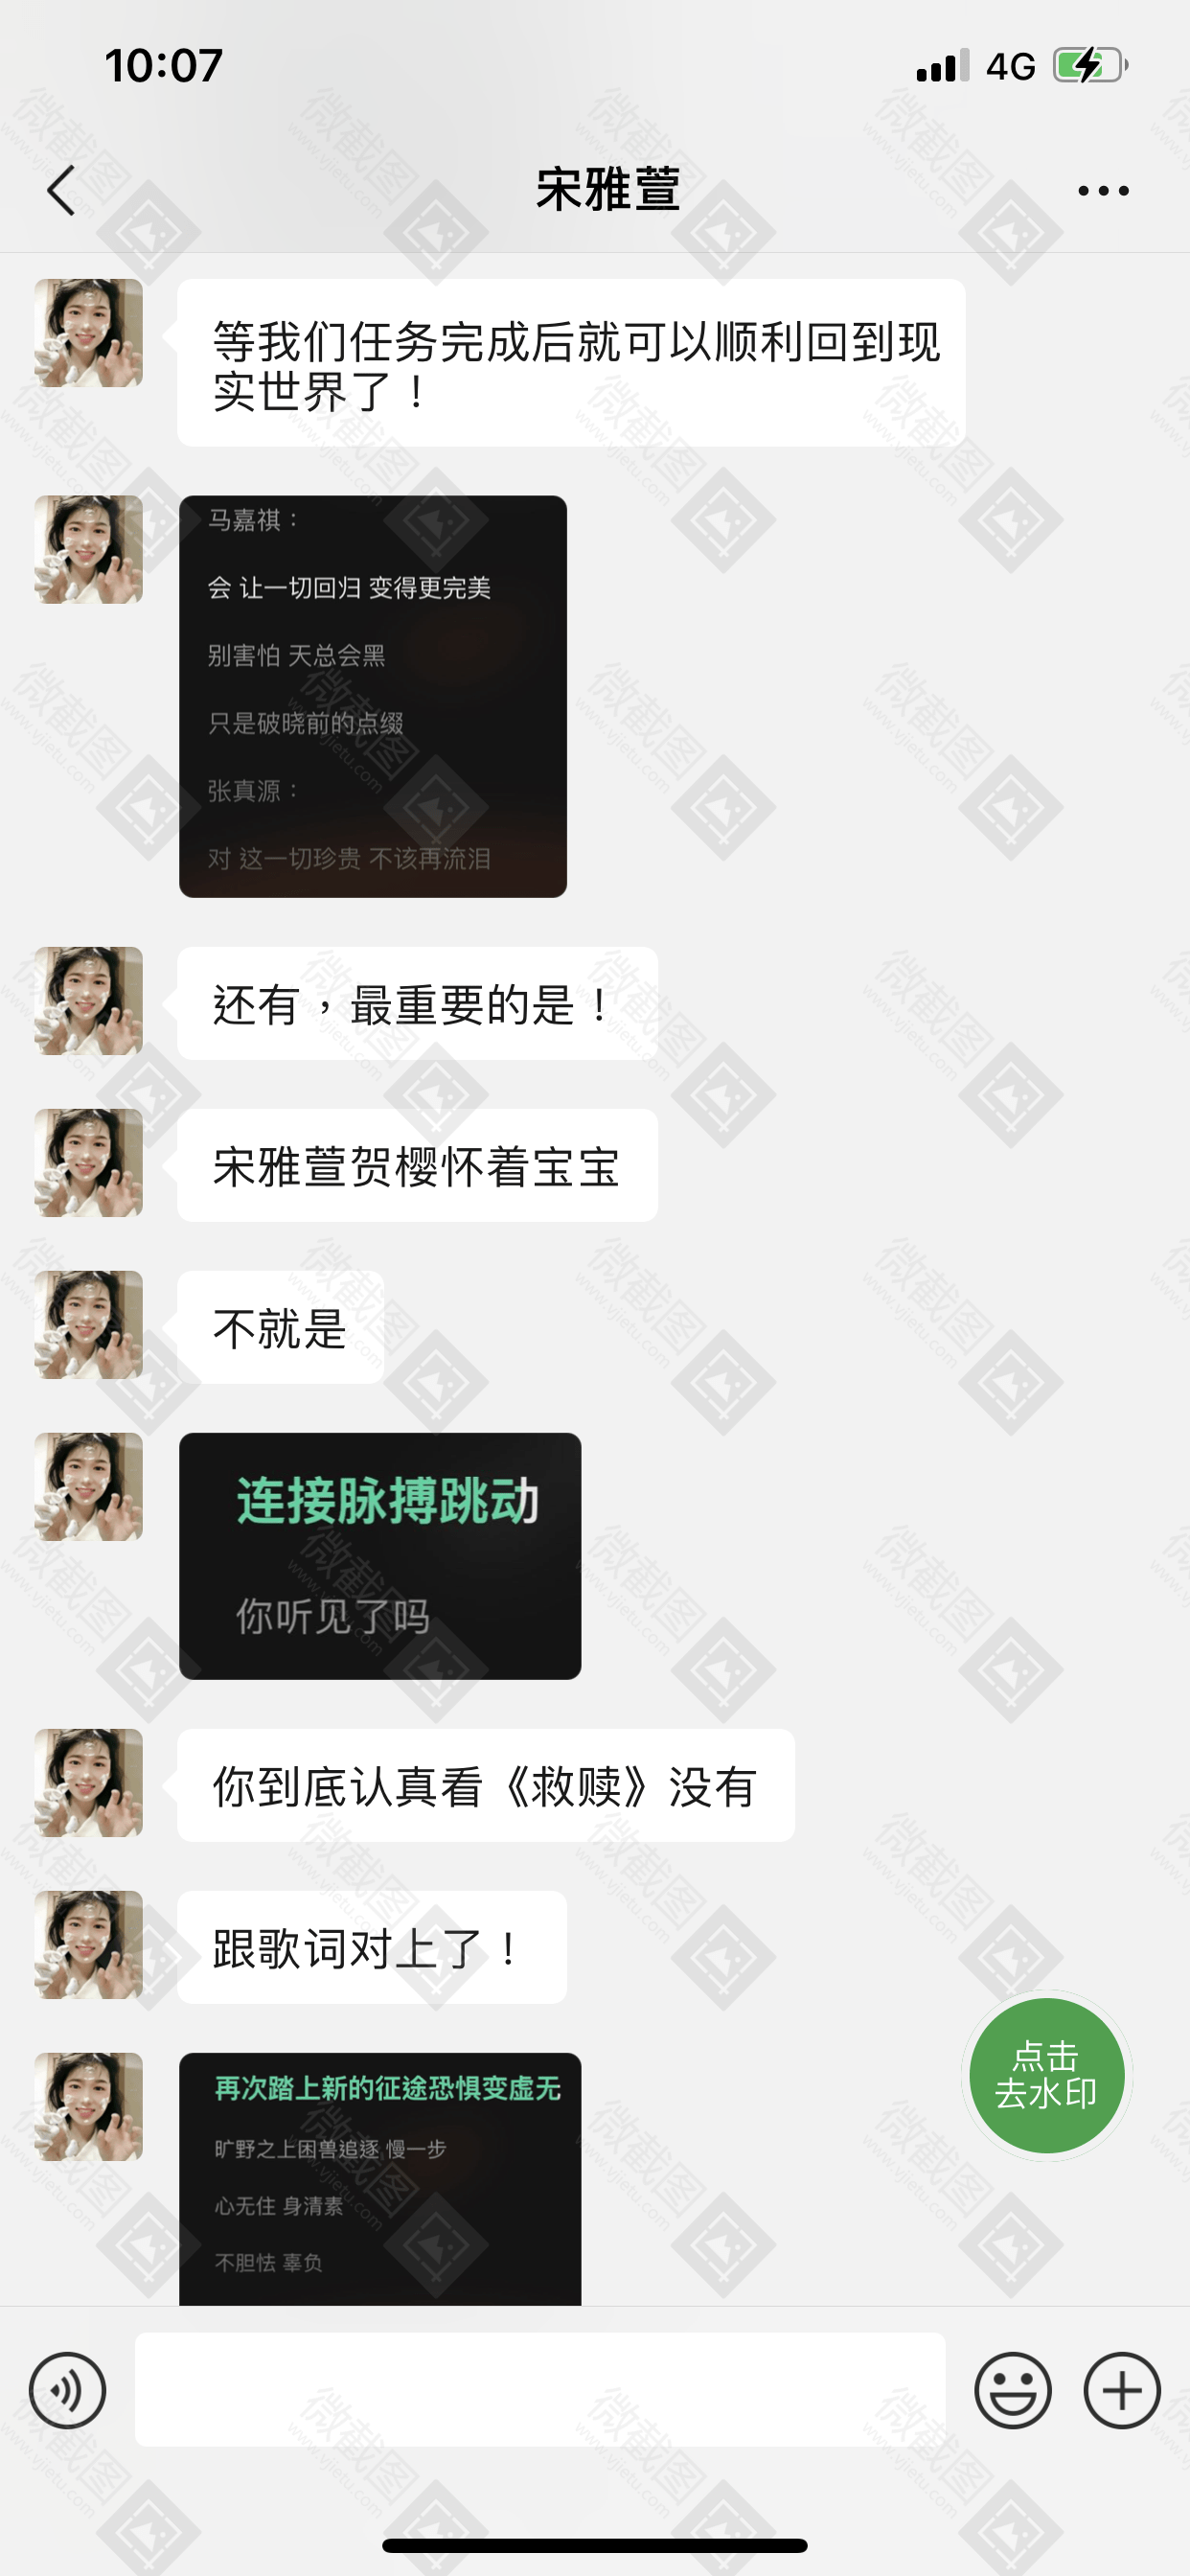 10:07
4G
宋雅萱
等我们任务完成后就可以顺利回到现
实世界了！
马嘉祺：
会 让一切回归 变得更完美
别害怕 天总会黑
只是破晓前的点缀
张真源：
对 这一切珍贵 不该再流泪
还有，最重要的是！
宋雅萱贺樱怀着宝宝
不就是
连接脉搏跳动
你听见了吗
你到底认真看《救赎》没有
跟歌词对上了！
再次踏上新的征途恐惧变虚无
旷野之上困兽追逐 慢一步
心无住 身清素
不胆怯 辜负
点击
去水印
微截图
www.vjietu.com